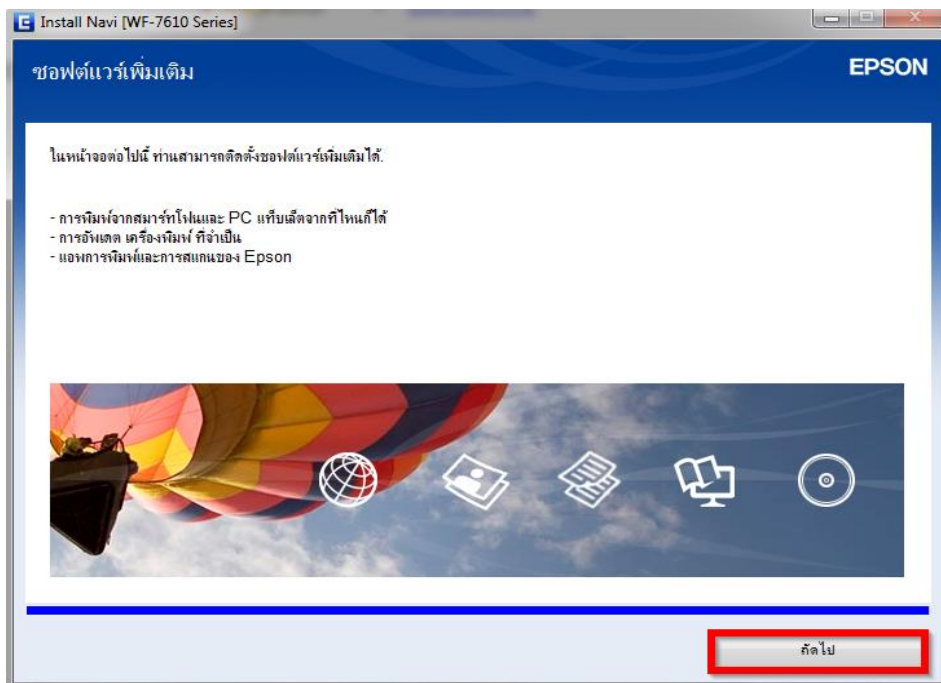 Install Navi [WF-7610 Series]
ซอฟต์แวร์เพิ่มเติม
EPSON
ในหน้าจอต่อไปนี้ ท่านสามารถติดตั้งซอฟต์แวร์เพิ่มเติมได้.
- การพิมพ์จากสมาร์ทโฟนและ PC แท็บเล็ตจากที่ไหนก็ได้
- การอัพเดต เครื่องพิมพ์ ที่จำเป็น
- แอพการพิมพ์และการสแกนของ Epson
ถัดไป